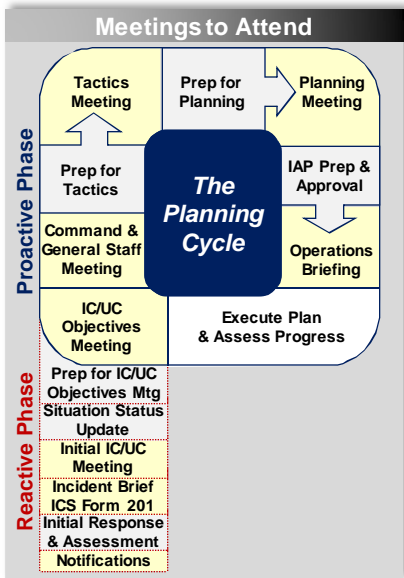 Meetings to Attend
Proactive Phase
Tactics
Meeting
Prep for
Planning
Planning
Meeting
Prep for
Tactics
The
Planning
Cycle
IAP Prep &
Approval
Command &
General Staff
Meeting
Operations
Briefing
IC/UC
Objectives
Meeting
Execute Plan
& Assess Progress
Reactive Phase
Prep for IC/UC
Objectives Mtg
Situation Status
Update
Initial IC/UC
Meeting
Incident Brief
ICS Form 201
Initial Response
& Assessment
Notifications